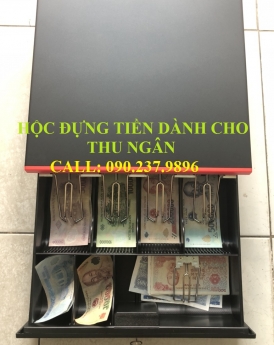 HỘC ĐỰNG TIỀN DÀNH CHO
THU NGÂN
CALL: 090.237.9896